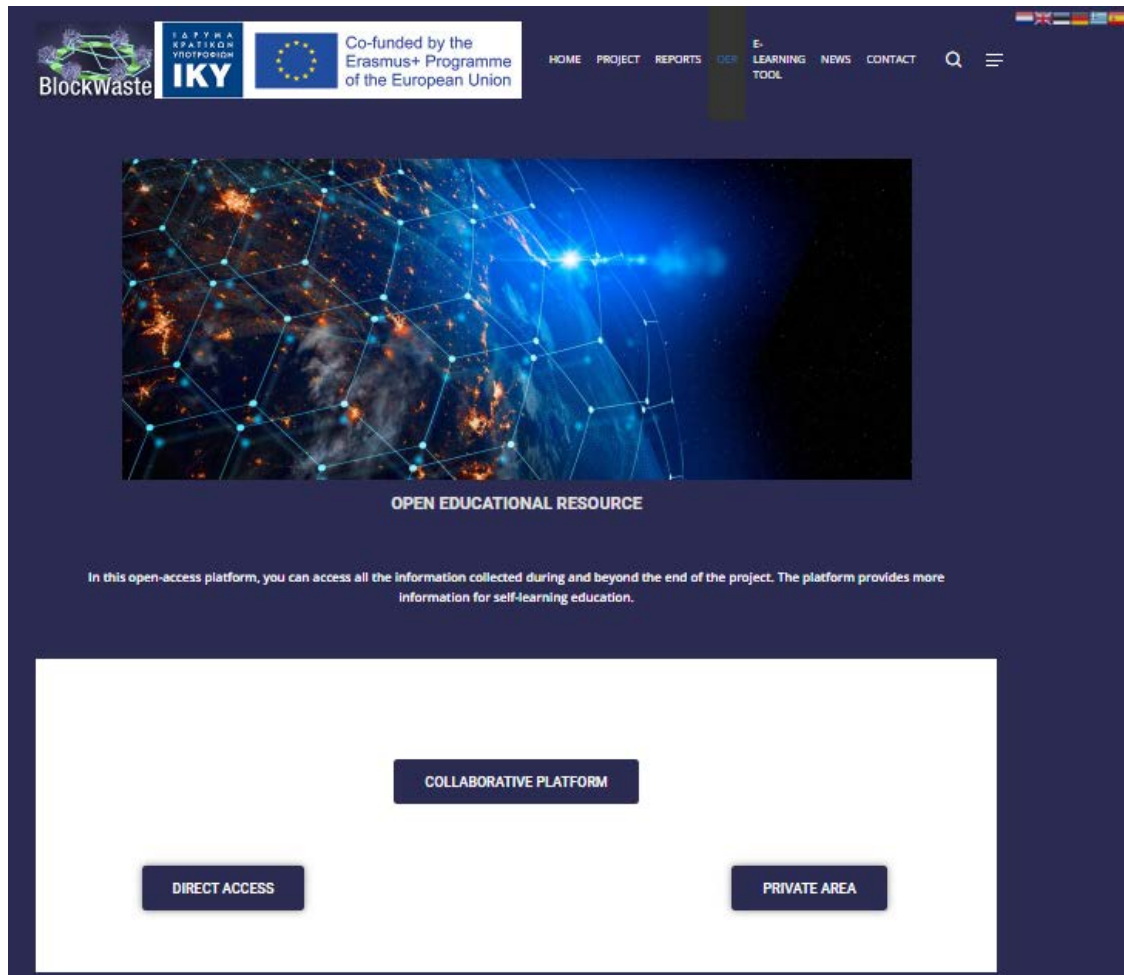 BlockWaste
ΙΔΡΥΜΑ
ΚΡΑΤΙΚΩΝ
ΥΠΟΤΡΟΦΙΩΝ
IKY
Co-funded by the
Erasmus+ Programme
of the European Union
HOME PROJECT REPORTS OER E-LEARNING TOOL NEWS CONTACT
OPEN EDUCATIONAL RESOURCE
In this open-access platform, you can access all the information collected during and beyond the end of the project. The platform provides more
information for self-learning education.
COLLABORATIVE PLATFORM
DIRECT ACCESS
PRIVATE AREA